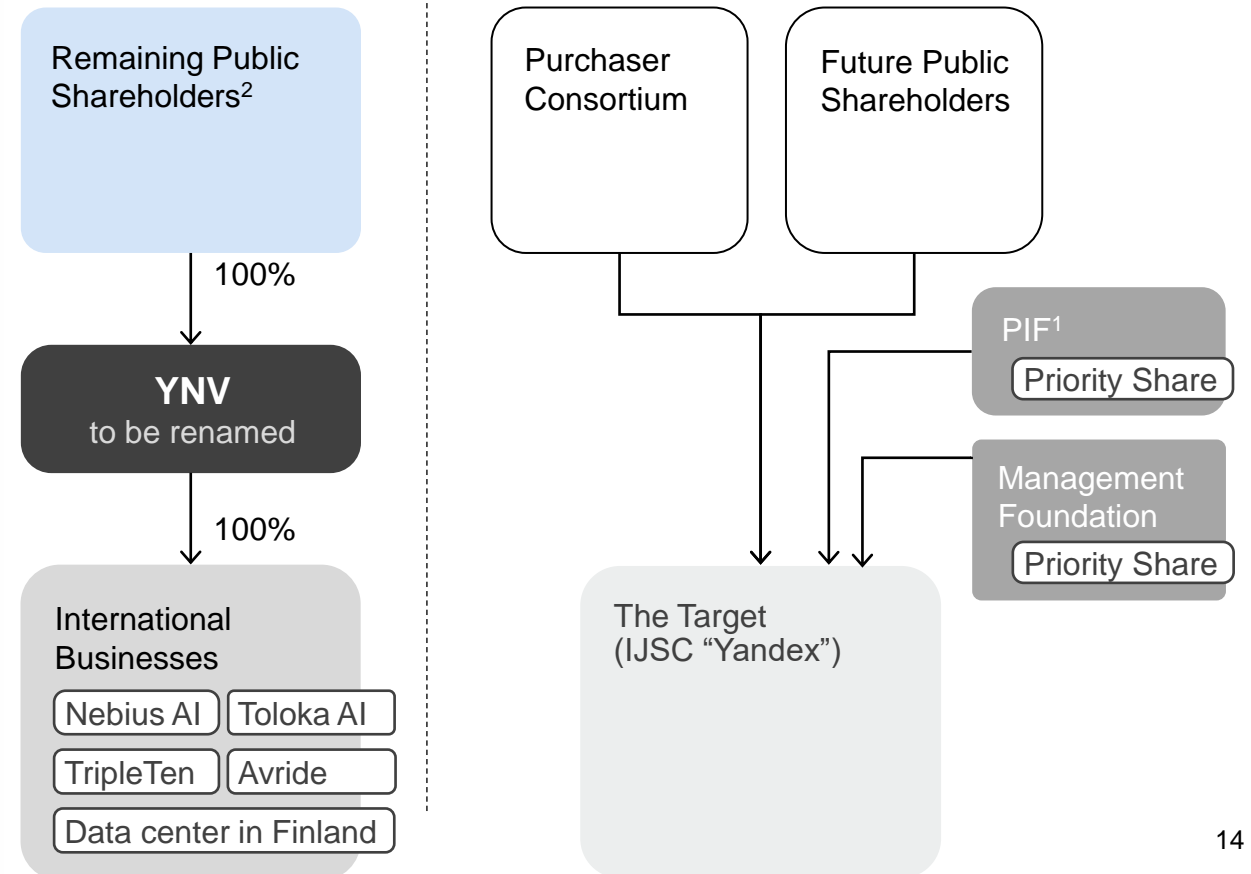 Remaining Public
Shareholders²
100%
YNV
to be renamed
100%
International
Businesses
Nebius AI
Toloka AI
TripleTen
Avride
Data center in Finland
Purchaser
Consortium
Future Public
Shareholders
PIF¹
Priority Share
Management
Foundation
Priority Share
The Target
(IJSC “Yandex”)
14